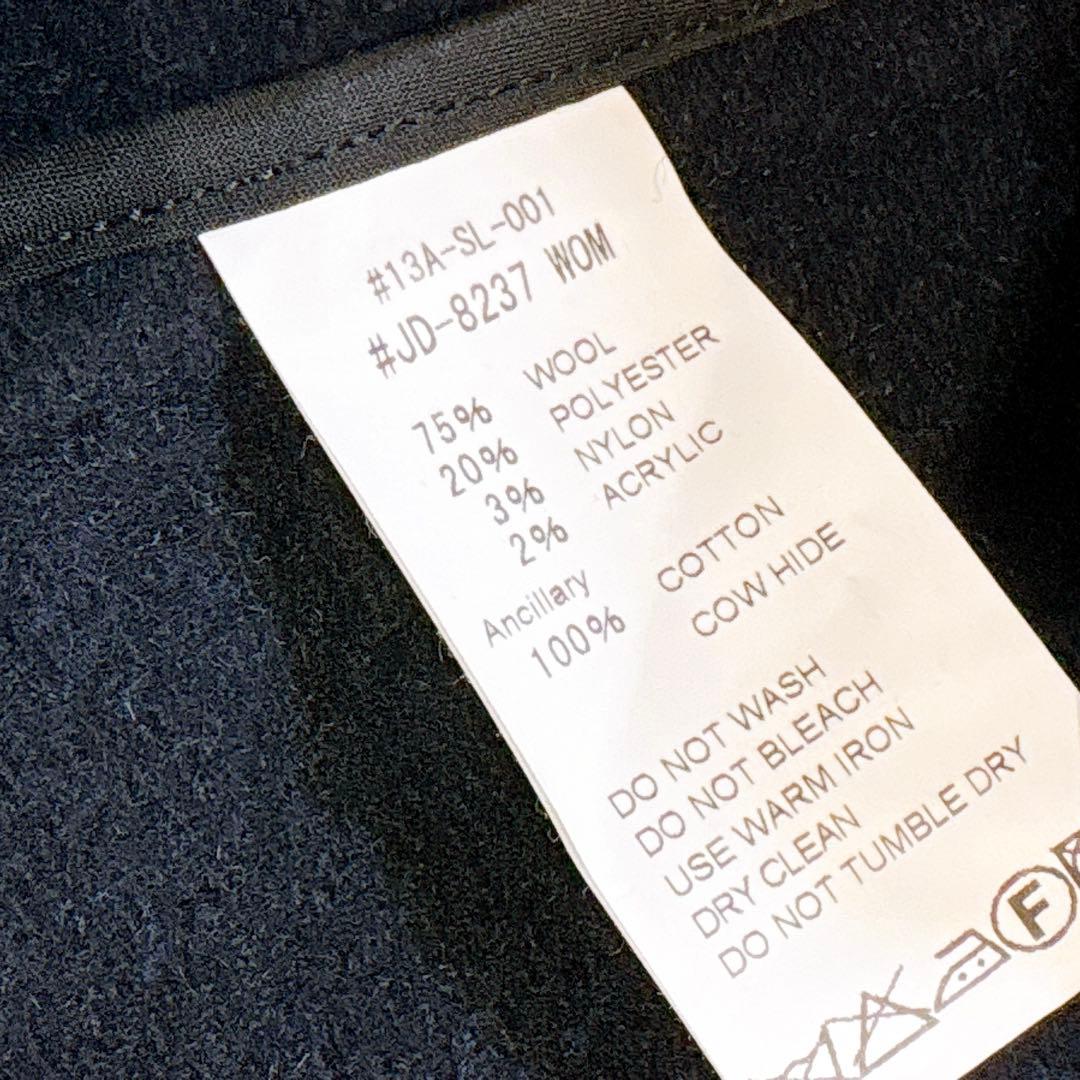 #13A-SL-001
#JD-8237 WOM
75% WOOL
20% POLYESTER
3% NYLON
2% ACRYLIC
Ancillary COTTON
100% COW HIDE
DO NOT WASH
DO NOT BLEACH
USE WARM IRON
DRY CLEAN
DO NOT TUMBLE DRY
F